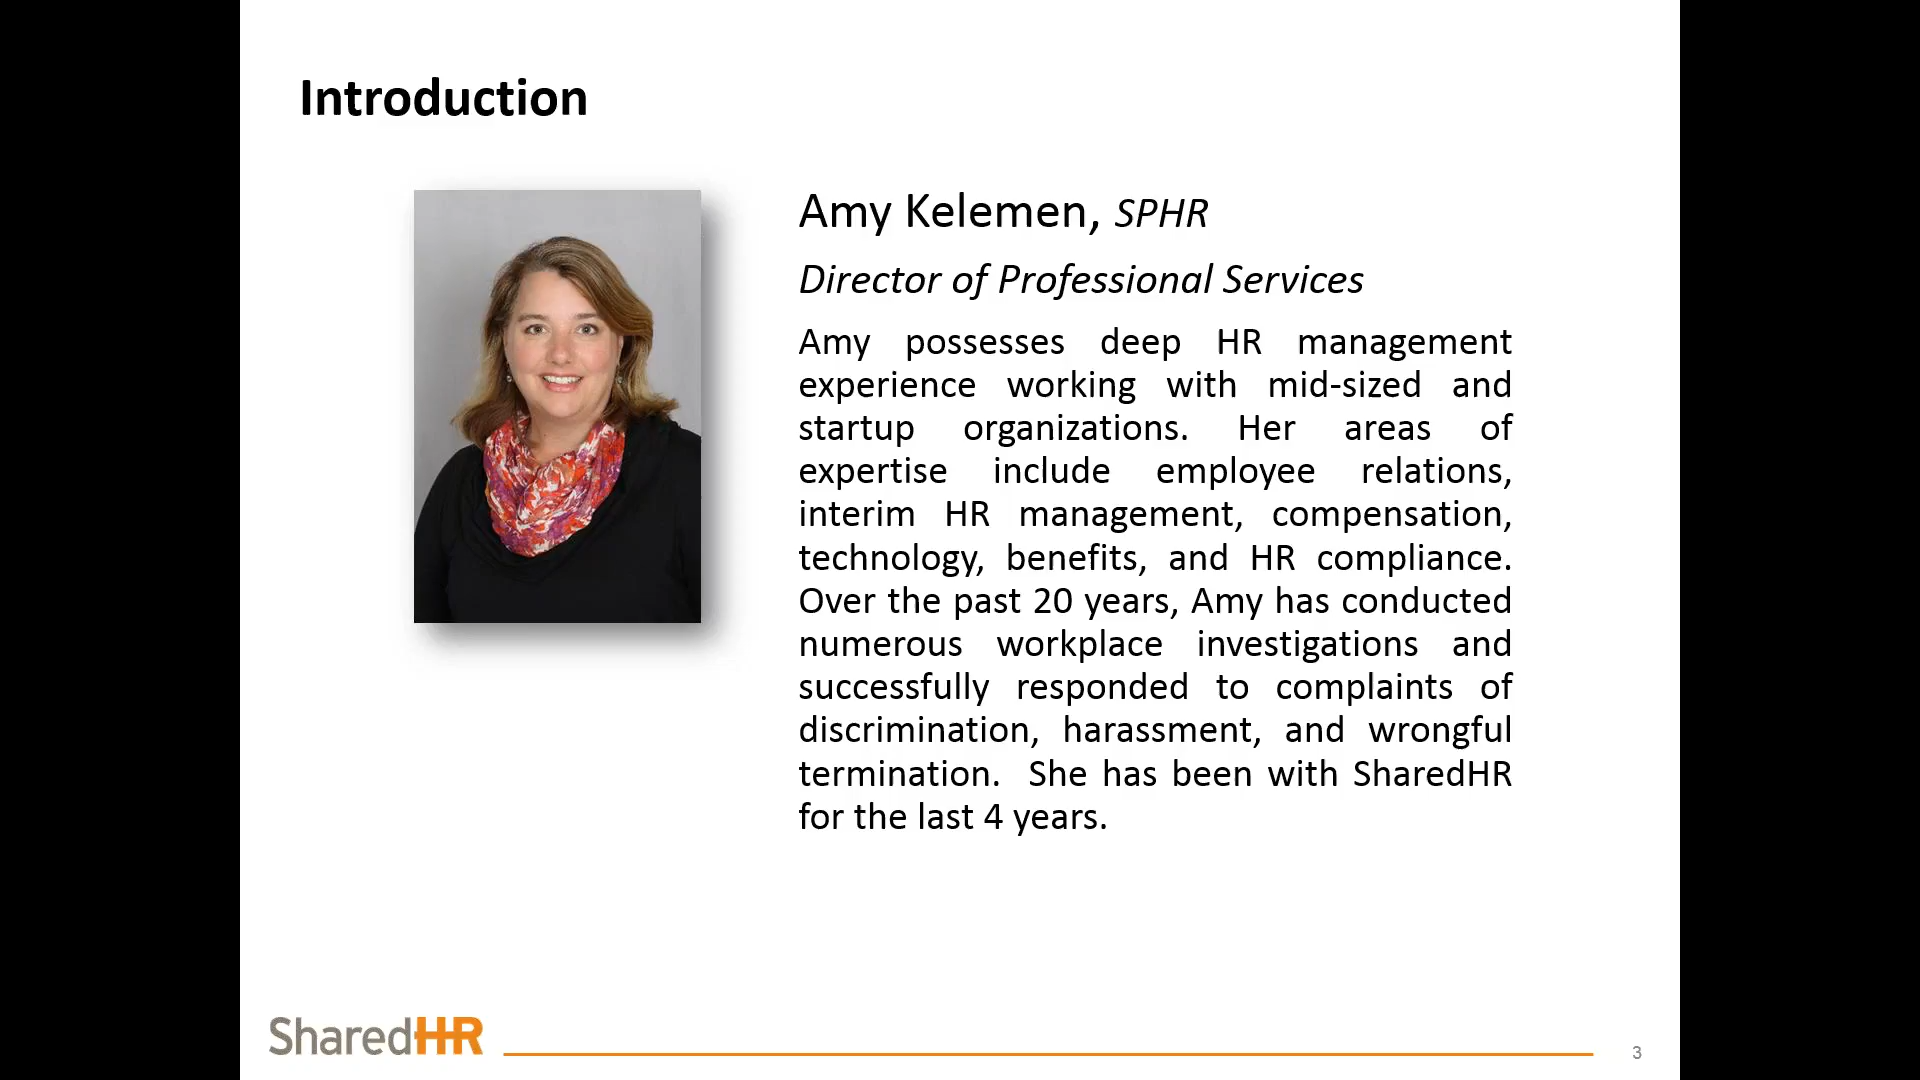 Introduction
Amy Kelemen, SPHR
Director of Professional Services
Amy possesses deep HR management
experience working with mid-sized and
startup organizations. Her areas of
expertise include employee relations,
interim HR management, compensation,
technology, benefits, and HR compliance.
Over the past 20 years, Amy has conducted
numerous workplace investigations and
successfully responded to complaints of
discrimination, harassment, and wrongful
termination.  She has been with SharedHR
for the last 4 years.
SharedHR
3